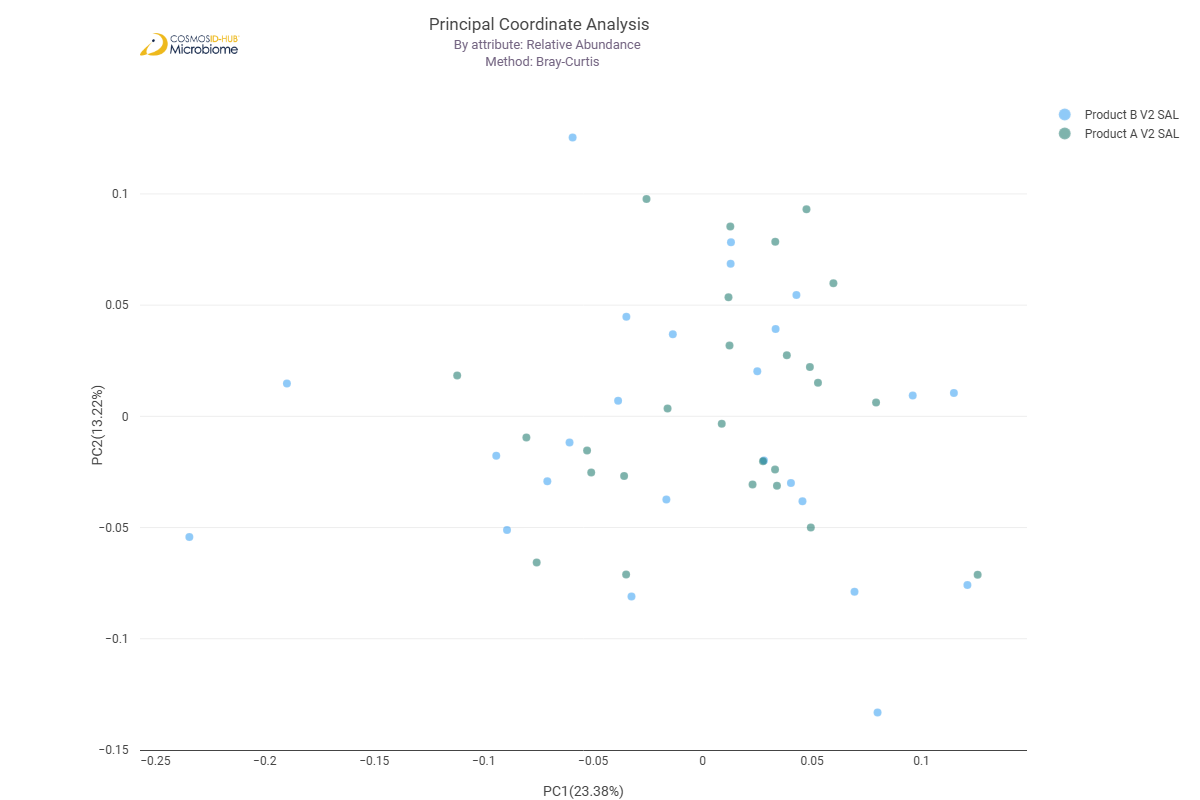 Principal Coordinate Analysis
By attribute: Relative Abundance
Method: Bray-Curtis
COSMOSID-HUB
Microbiome
Product B V2 SAL
Product A V2 SAL
0.1
0.05
0
−0.05
−0.1
−0.15
PC2(13.22%)
−0.25
−0.2
−0.15
−0.1
−0.05
0
0.05
0.1
PC1(23.38%)